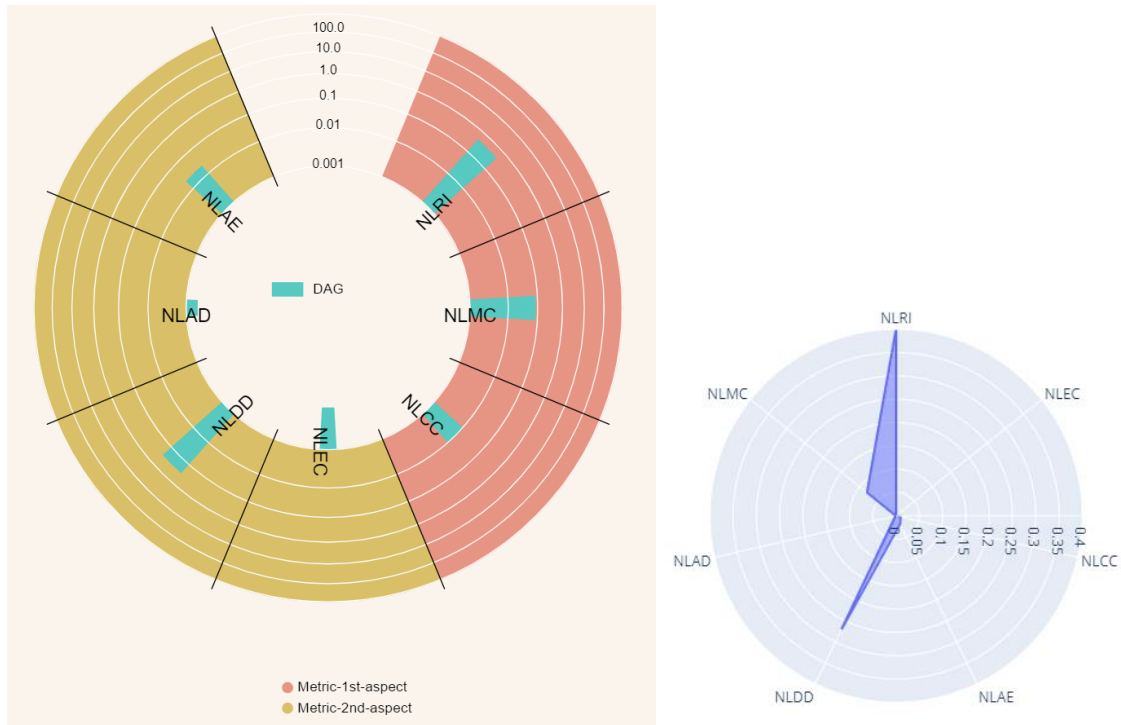 100.0
10.0
1.0
0.1
0.01
0.001
NLAE
NLRI
DAG
NLAD
NLMC
NLDD
NLEC
NLCC
Metric-1st-aspect
Metric-2nd-aspect
NLRI
NLMC
NLEC
0
0.05
0.1
0.15
0.2
0.25
0.3
0.35
0.4
NLAD
NLCC
NLDD
NLAE